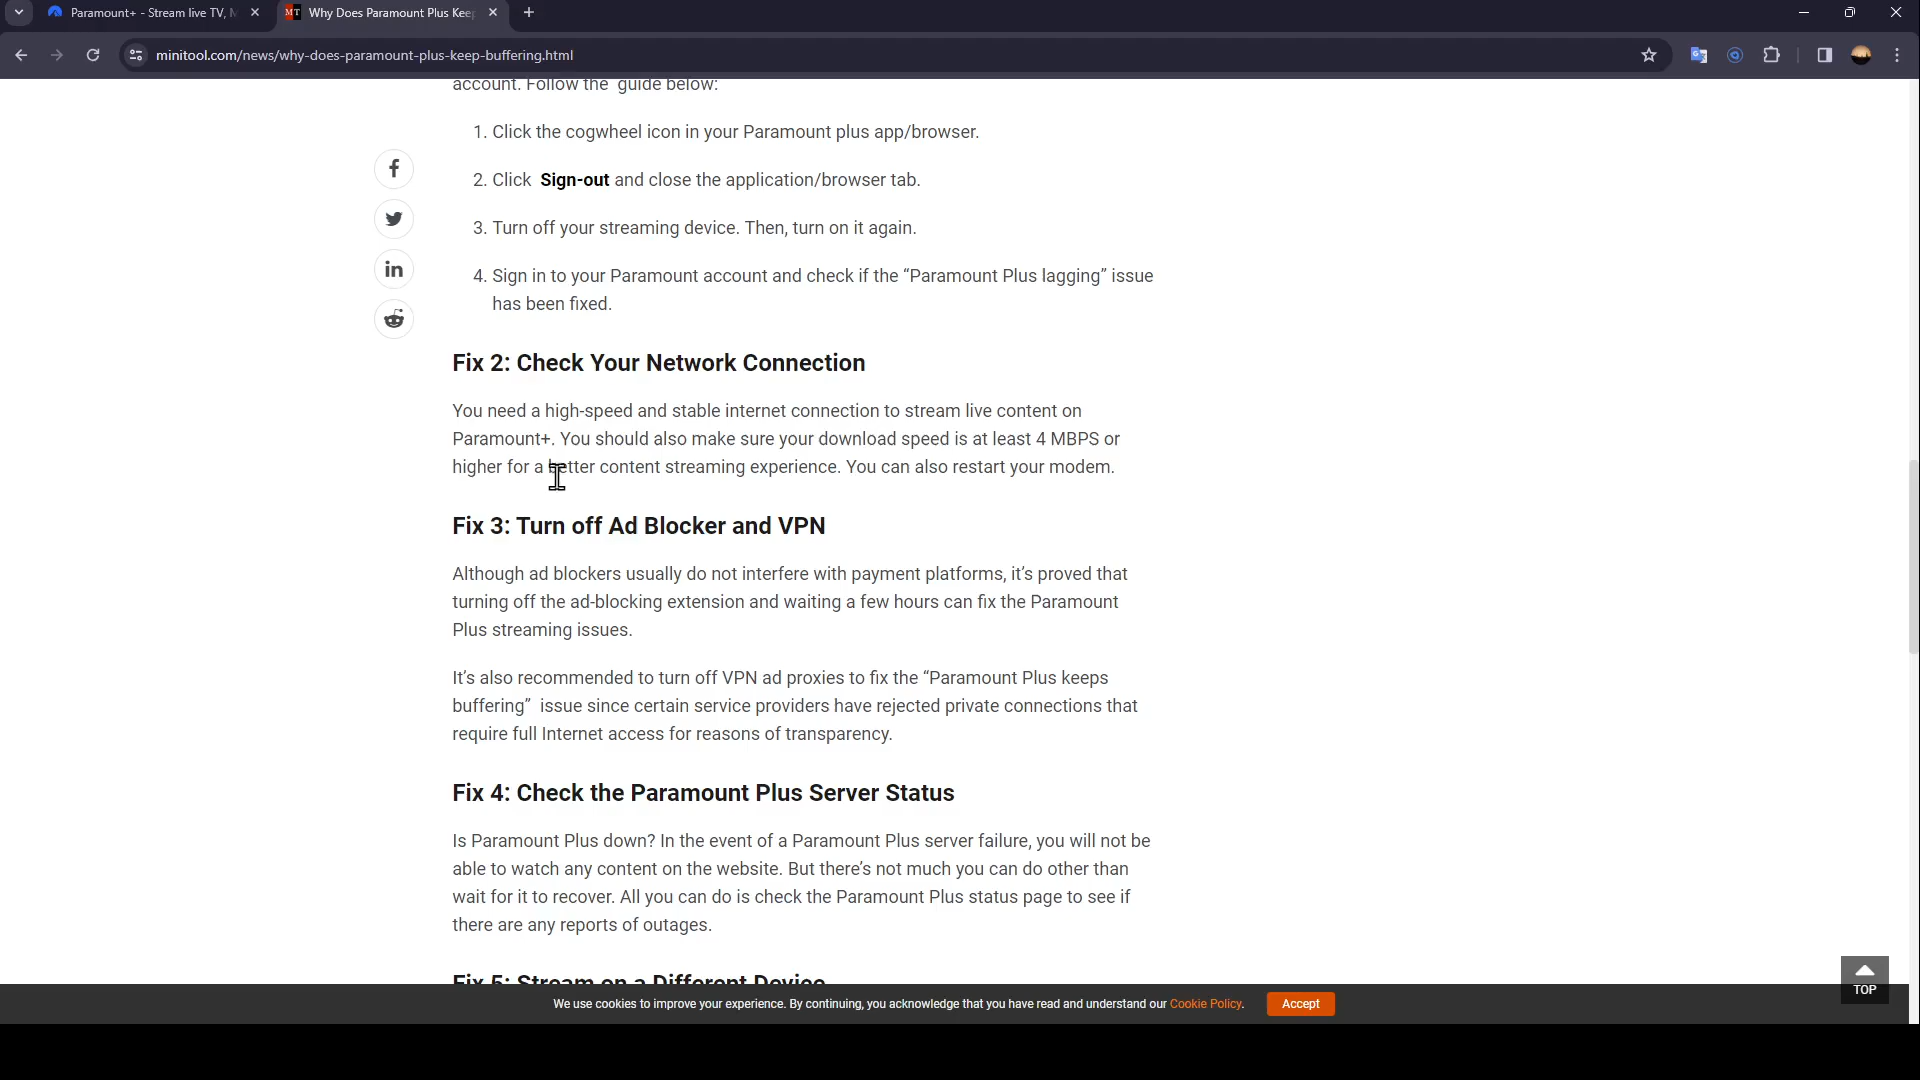 Paramount+ - Stream live TV, M
Why Does Paramount Plus Kee
minitool.com/news/why-does-paramount-plus-keep-buffering.html
account. Follow the guide below:
1. Click the cogwheel icon in your Paramount plus app/browser.
2. Click Sign-out and close the application/browser tab.
3. Turn off your streaming device. Then, turn on it again.
4. Sign in to your Paramount account and check if the “Paramount Plus lagging” issue
has been fixed.
Fix 2: Check Your Network Connection
You need a high-speed and stable internet connection to stream live content on
Paramount+. You should also make sure your download speed is at least 4 MBPS or
higher for a better content streaming experience. You can also restart your modem.
Fix 3: Turn off Ad Blocker and VPN
Although ad blockers usually do not interfere with payment platforms, it’s proved that
turning off the ad-blocking extension and waiting a few hours can fix the Paramount
Plus streaming issues.
It’s also recommended to turn off VPN ad proxies to fix the “Paramount Plus keeps
buffering” issue since certain service providers have rejected private connections that
require full Internet access for reasons of transparency.
Fix 4: Check the Paramount Plus Server Status
Is Paramount Plus down? In the event of a Paramount Plus server failure, you will not be
able to watch any content on the website. But there’s not much you can do other than
wait for it to recover. All you can do is check the Paramount Plus status page to see if
there are any reports of outages.
Fix 5: Stream on a Different Device
TOP
We use cookies to improve your experience. By continuing, you acknowledge that you have read and understand our Cookie Policy.
Accept